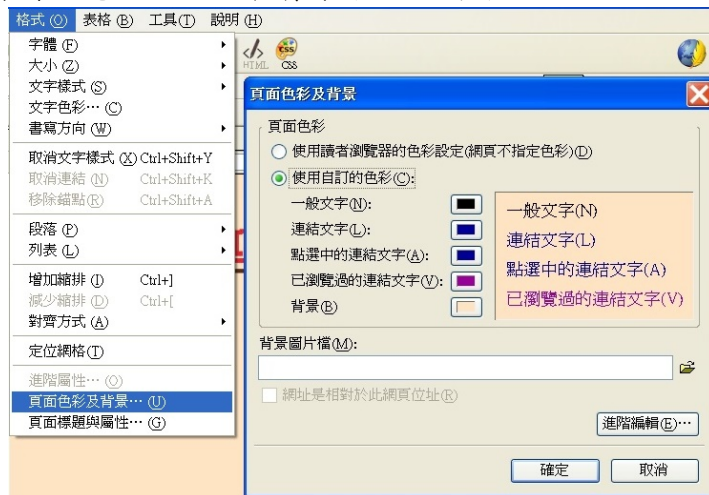 格式 (O) 表格 (B) 工具(T) 說明 (H)
字體 (F)
大小 (Z)
文字樣式 (S)
文字色彩… (C)
書寫方向 (W)
取消文字樣式 (X) Ctrl+Shift+Y
取消連結 (N) Ctrl+Shift+K
移除錨點(R) Ctrl+Shift+A
段落 (P)
列表 (L)
增加縮排 (I) Ctrl+]
減少縮排 (D) Ctrl+[
對齊方式 (A)
定位網格(T)
進階屬性… (O)
頁面色彩及背景… (U)
頁面標題與屬性… (G)
HTML CSS
CSS
頁面色彩及背景
頁面色彩
使用讀者瀏覽器的色彩設定(網頁不指定色彩)(D)
使用自訂的色彩(C):
一般文字(N):
連結文字(L):
點選中的連結文字(A):
已瀏覽過的連結文字(V):
背景(B)
一般文字(N)
連結文字(L)
點選中的連結文字(A)
已瀏覽過的連結文字(V)
背景圖片檔(M):
網址是相對於此網頁位址(R)
進階編輯(E)…
確定 取消